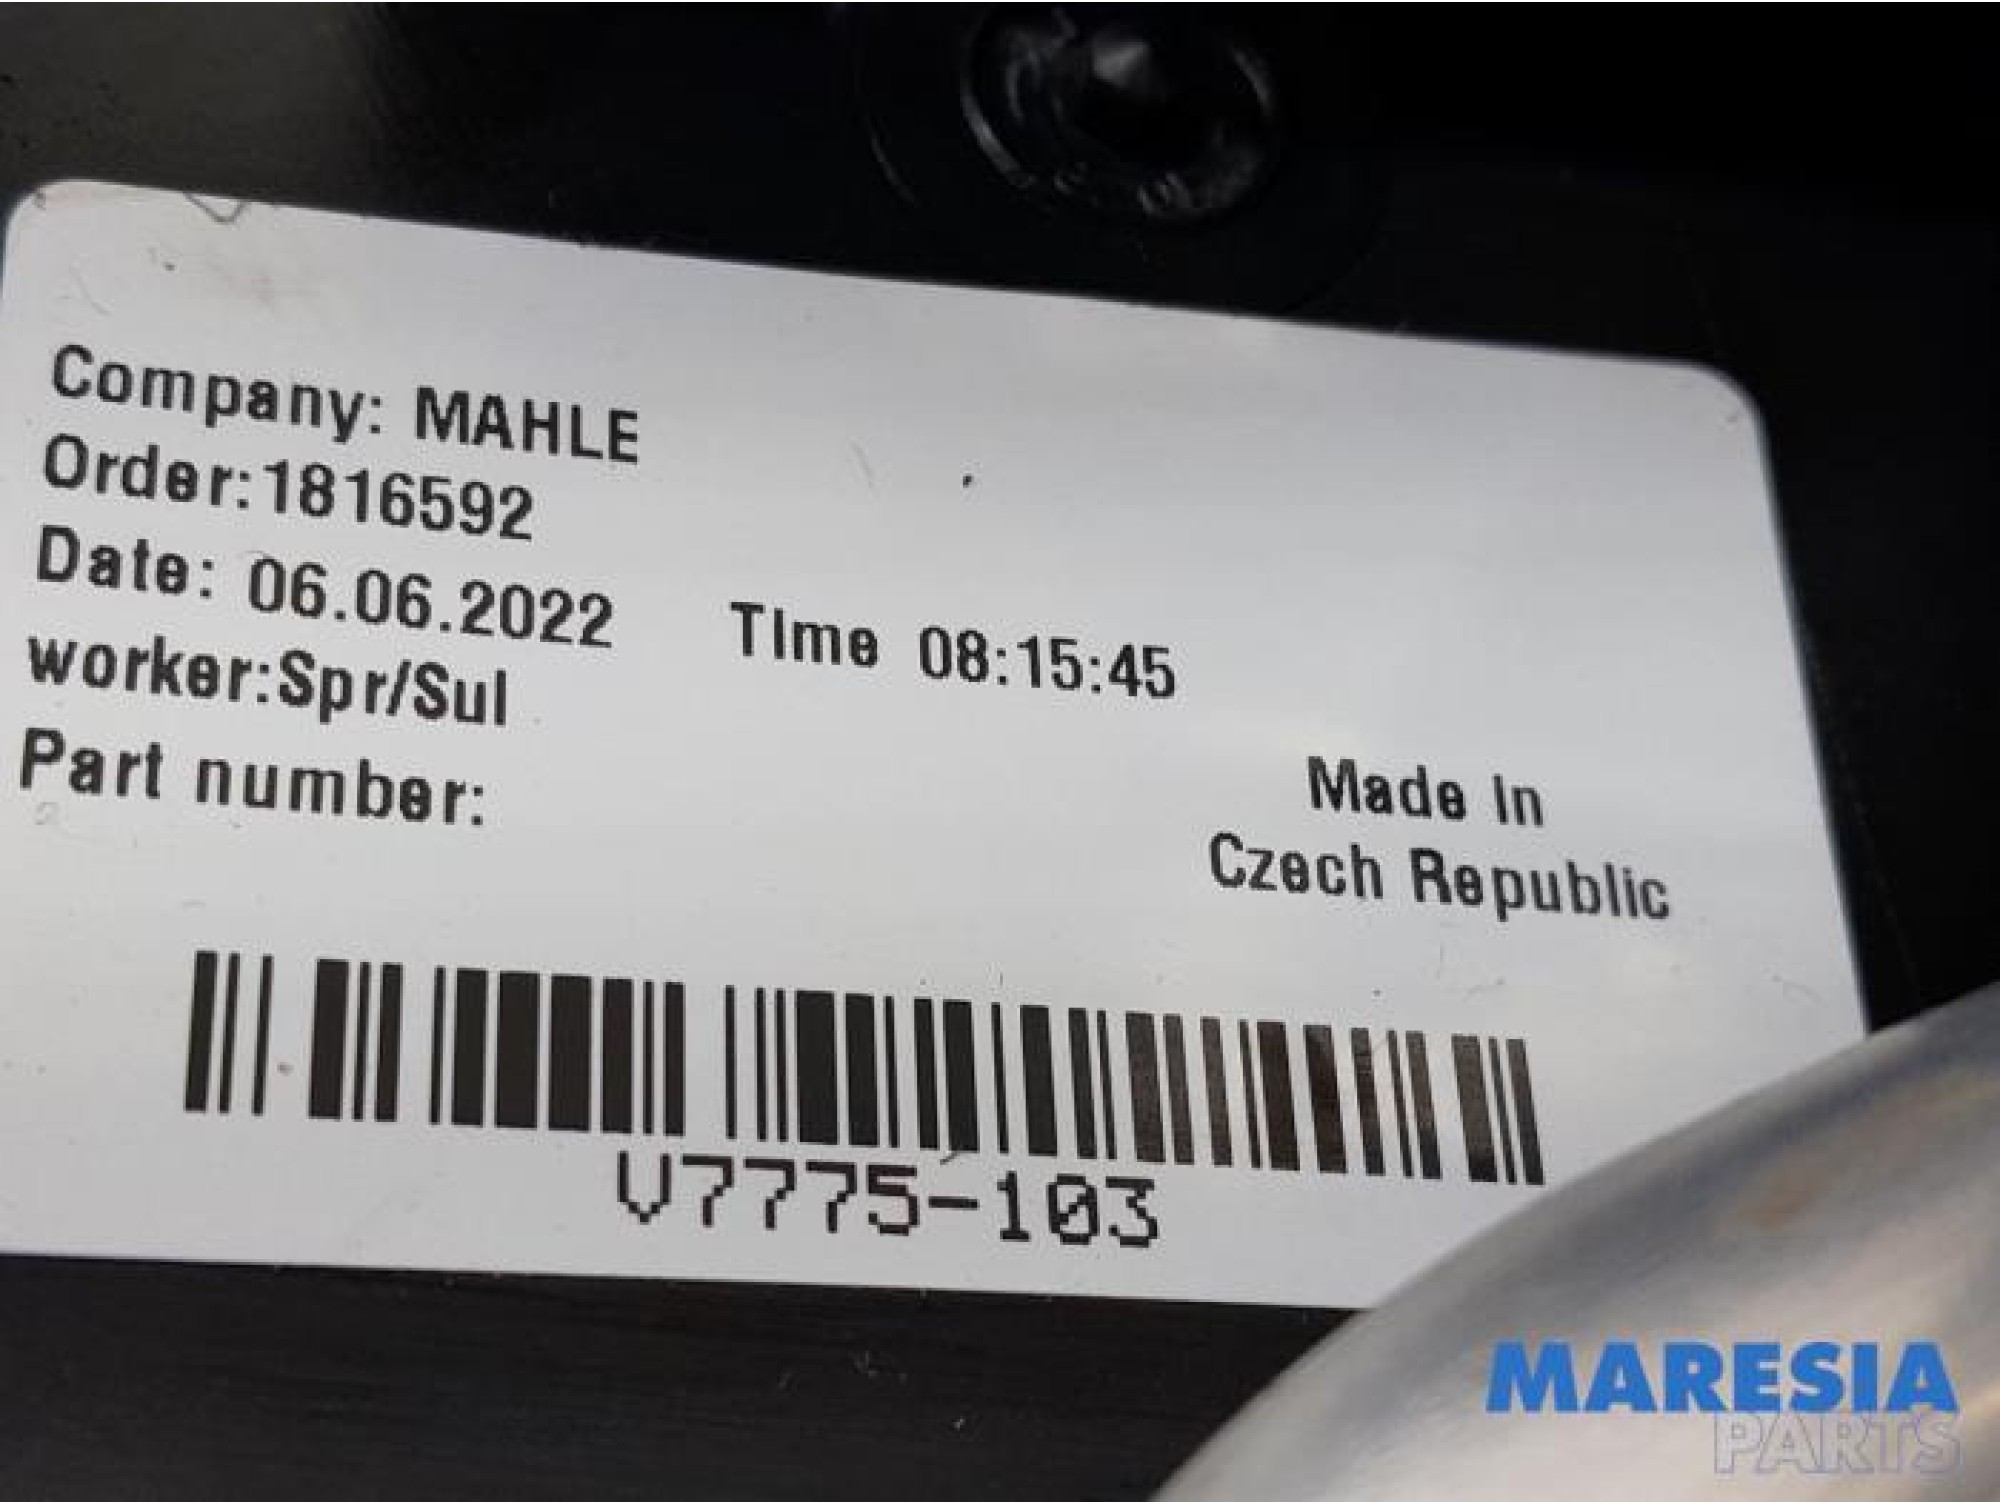 Company: MAHLE
Order:1816592
Date: 06.06.2022 TIme 08:15:45
worker:Spr/Sul
Part number:
Made In
Czech Republic
V7775-103
MARESIA
PARTS